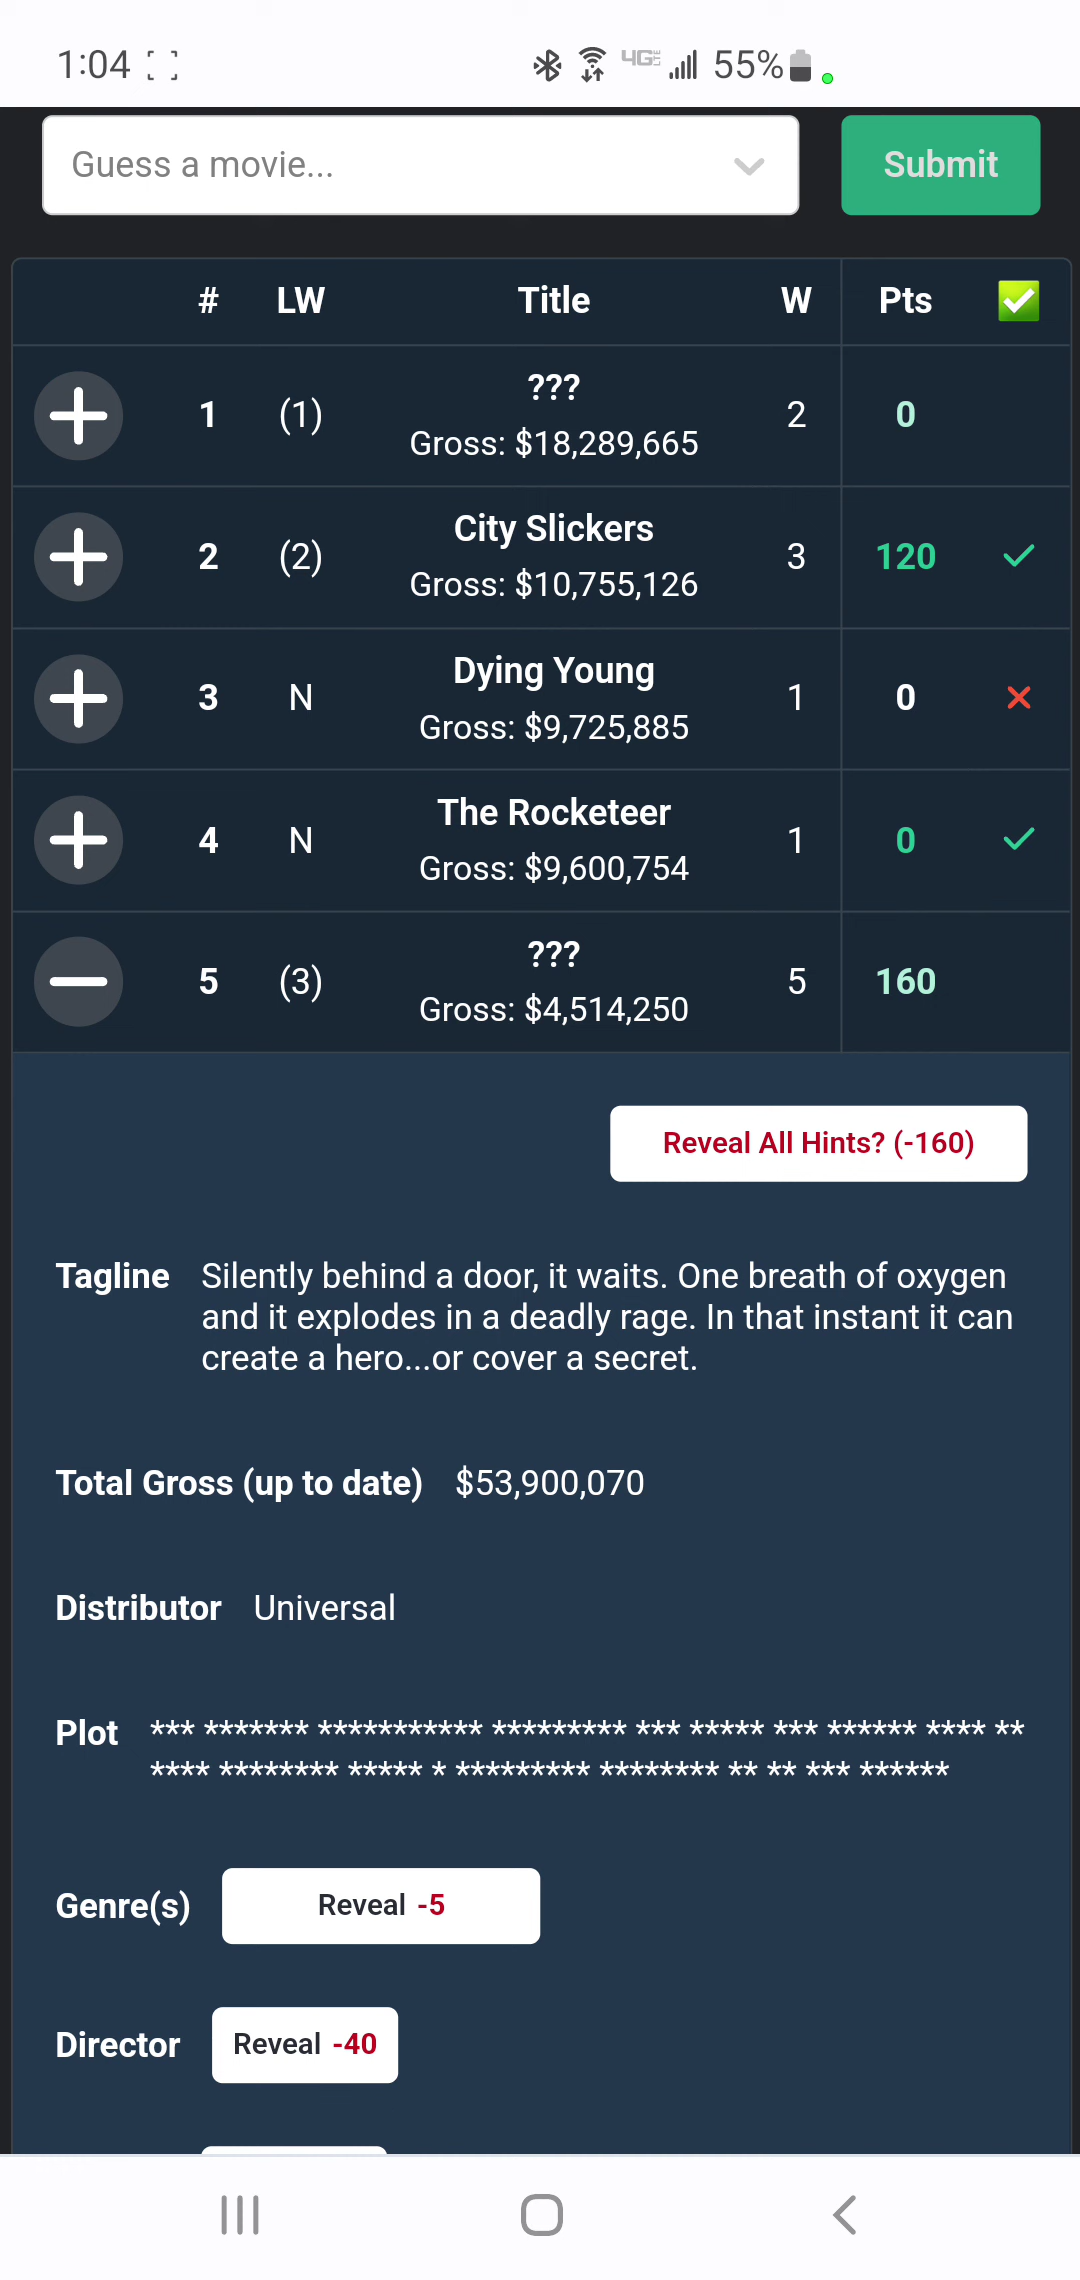 1:04 55%
4G LTE
Guess a movie... Submit
# LW Title W Pts ✅
1 (1) ??? 2 0
Gross: $18,289,665
City Slickers
2 (2) 3 120 ✓
Gross: $10,755,126
Dying Young
3 N 1 0 ✕
Gross: $9,725,885
The Rocketeer
4 N 1 0 ✓
Gross: $9,600,754
???
5 (3) 5 160
Gross: $4,514,250
Reveal All Hints? (-160)
Tagline Silently behind a door, it waits. One breath of oxygen
and it explodes in a deadly rage. In that instant it can
create a hero...or cover a secret.
Total Gross (up to date) $53,900,070
Distributor Universal
Plot *** ******* *********** ********* *** ***** *** ****** **** **
**** ******** ***** * ********* ******** ** ** *** ******
Genre(s) Reveal -5
Director Reveal -40